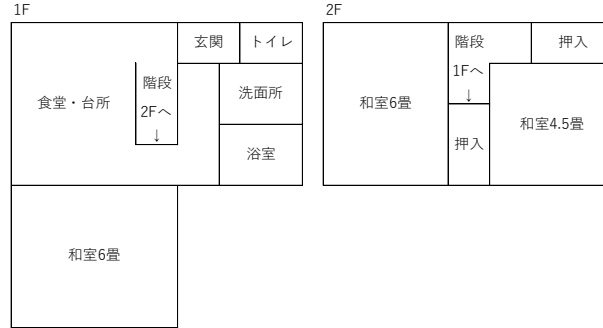 1F
玄関
トイレ
食堂・台所
階段
2Fへ
↓
洗面所
浴室
和室6畳
2F
階段
1Fへ
↓
押入
和室6畳
和室4.5畳
押入